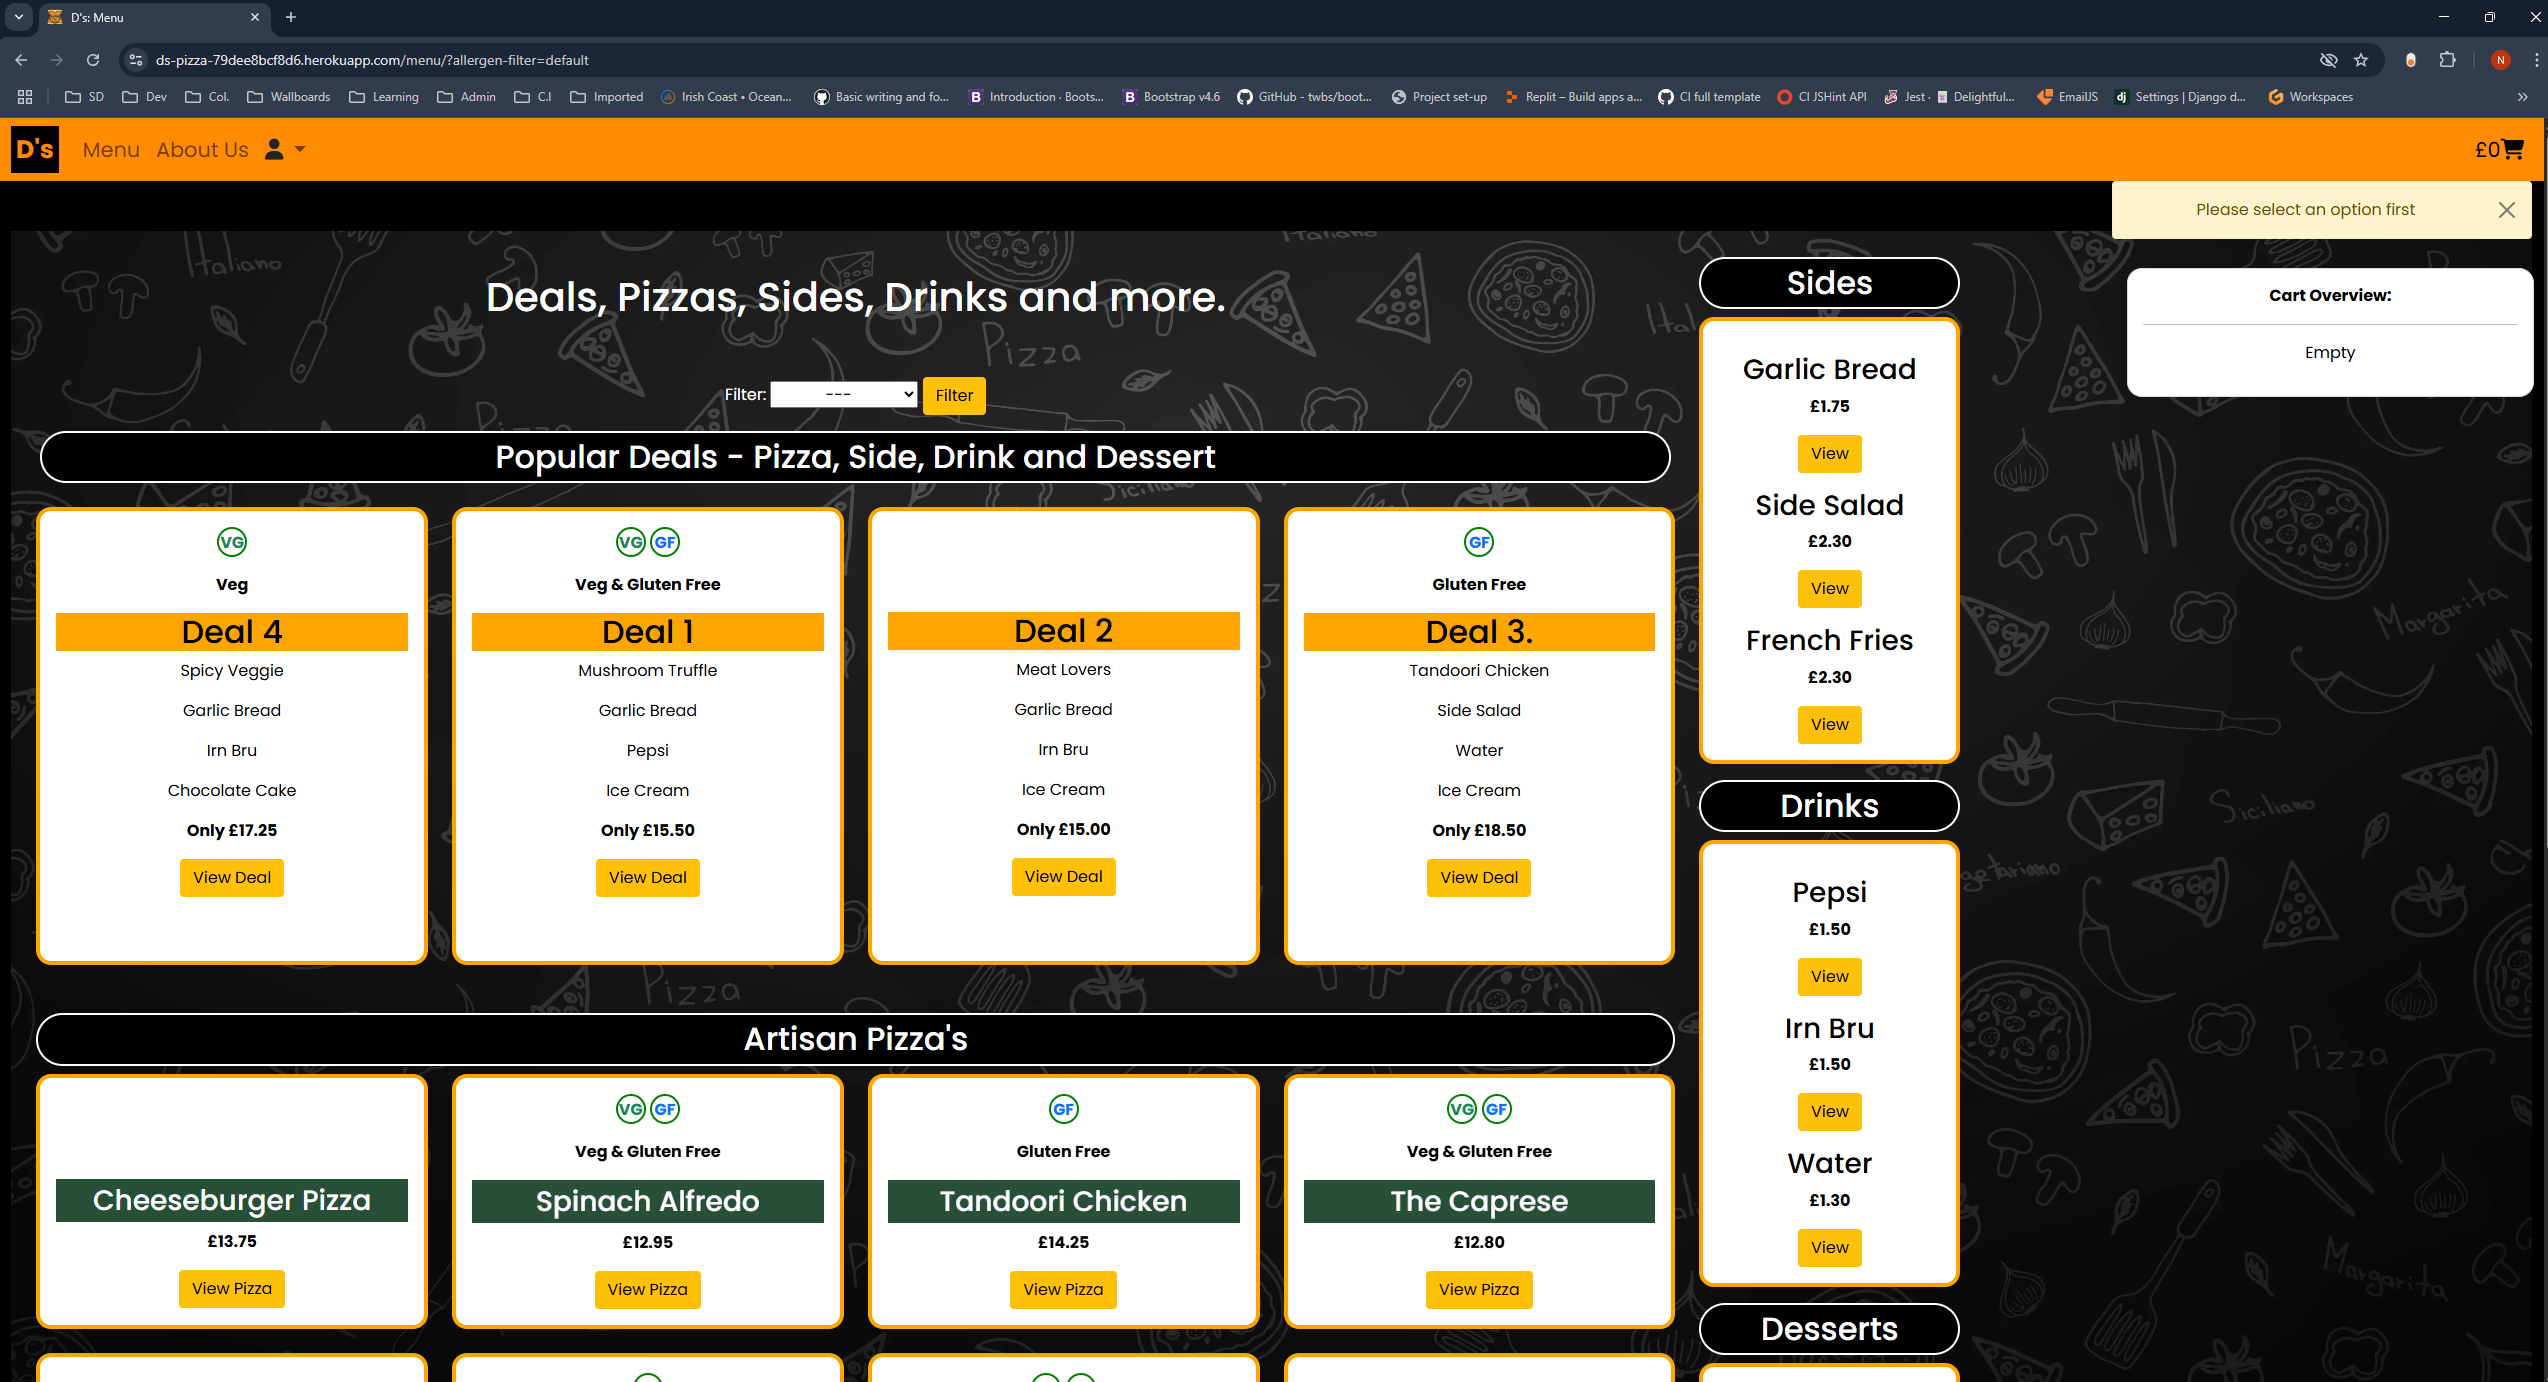 D's: Menu
ds-pizza-79dee8bcf8d6.herokuapp.com/menu/?allergen-filter=default
N
SD
Dev
Col.
Wallboards
Learning
Admin
C.I
Imported
Irish Coast • Ocean...
Basic writing and fo...
Introduction · Boots...
Bootstrap v4.6
GitHub - twbs/boot...
Project set-up
Replit – Build apps a...
CI full template
CI JSHint API
Jest · Delightful...
EmailJS
Settings | Django d...
Workspaces
D's
Menu
About Us
£0
Please select an option first
Deals, Pizzas, Sides, Drinks and more.
Filter:
---
Filter
Popular Deals - Pizza, Side, Drink and Dessert
VG
Veg
Deal 4
Spicy Veggie
Garlic Bread
Irn Bru
Chocolate Cake
Only £17.25
View Deal
VG GF
Veg & Gluten Free
Deal 1
Mushroom Truffle
Garlic Bread
Pepsi
Ice Cream
Only £15.50
View Deal
Deal 2
Meat Lovers
Garlic Bread
Irn Bru
Ice Cream
Only £15.00
View Deal
GF
Gluten Free
Deal 3.
Tandoori Chicken
Side Salad
Water
Ice Cream
Only £18.50
View Deal
Artisan Pizza's
Cheeseburger Pizza
£13.75
View Pizza
VG GF
Veg & Gluten Free
Spinach Alfredo
£12.95
View Pizza
GF
Gluten Free
Tandoori Chicken
£14.25
View Pizza
VG GF
Veg & Gluten Free
The Caprese
£12.80
View Pizza
Sides
Garlic Bread
£1.75
View
Side Salad
£2.30
View
French Fries
£2.30
View
Drinks
Pepsi
£1.50
View
Irn Bru
£1.50
View
Water
£1.30
View
Desserts
Cart Overview:
Empty
Italiano
Pizza
Pizza
Margarita
Siciliano
Pizza
Margarita